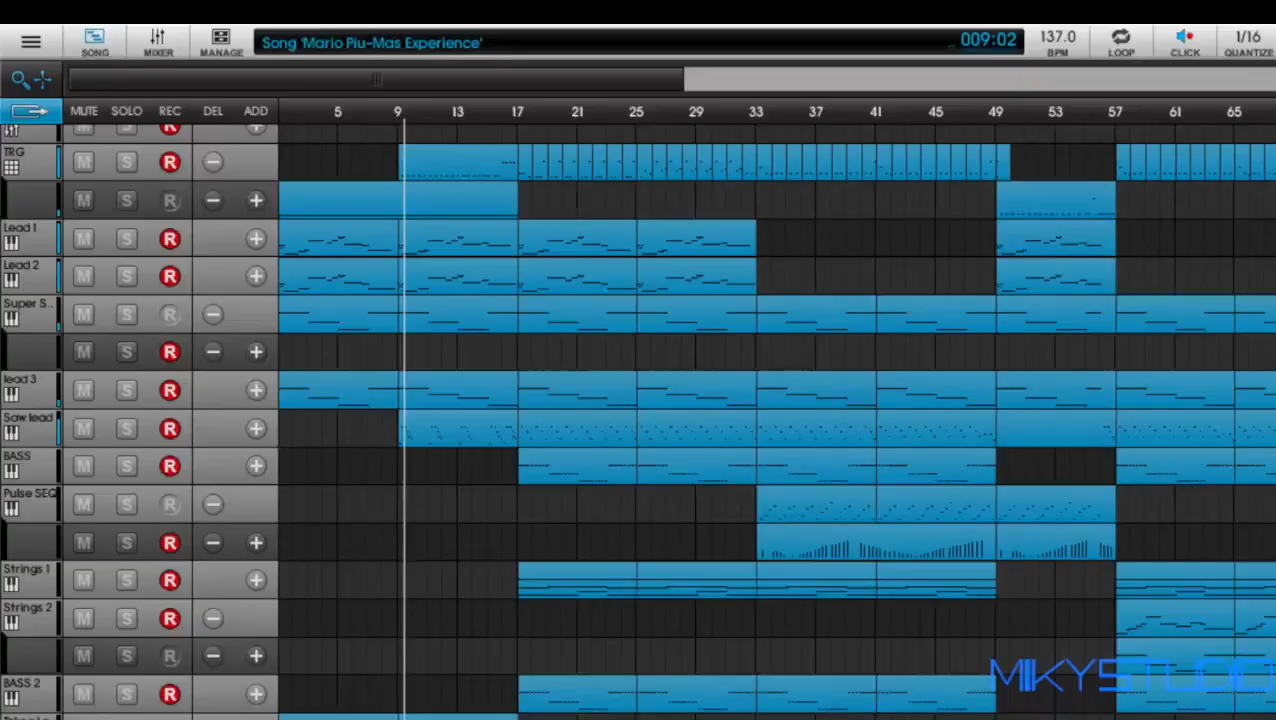 SONG MIXER MANAGE Song 'Mario Piu-Mas Experience' 009:02 137.0 BPM LOOP CLICK 1/16 QUANTIZE
MUTE SOLO REC DEL ADD 5 9 13 17 21 25 29 33 37 41 45 49 53 57 61 65
R
TRG M S R
M S R
Lead 1 M S R
Lead 2 M S R
Super S.. M S R
M S R
lead 3 M S R
Saw lead M S R
BASS M S R
Pulse SEQ M S R
M S R
Strings 1 M S R
Strings 2 M S R
M S R
MIKYSTUDIO
BASS 2 M S R